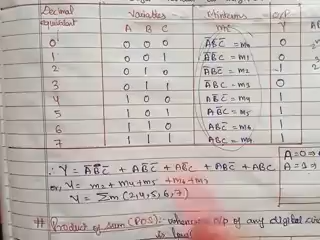 Decimal equivalent Variables Minterms O/P
A B C mi Y
0 0 0 0 A̅B̅C̅ = m0 0
1 0 0 1 A̅B̅C = m1 0
2 0 1 0 A̅BC̅ = m2 1
3 0 1 1 A̅BC = m3 0
4 1 0 0 AB̅C̅ = m4 1
5 1 0 1 AB̅C = m5 1
6 1 1 0 ABC̅ = m6 1
7 1 1 1 ABC = m7 1
∴ Y = A̅BC̅ + AB̅C̅ + AB̅C + ABC̅ + ABC A=0 ⇒
or, Y = m2 + m4 + m5 + m6 + m7 A=1 ⇒
Y = Σm (2,4,5,6,7)
# Product of sum (POS):- when o/p of any digital
is